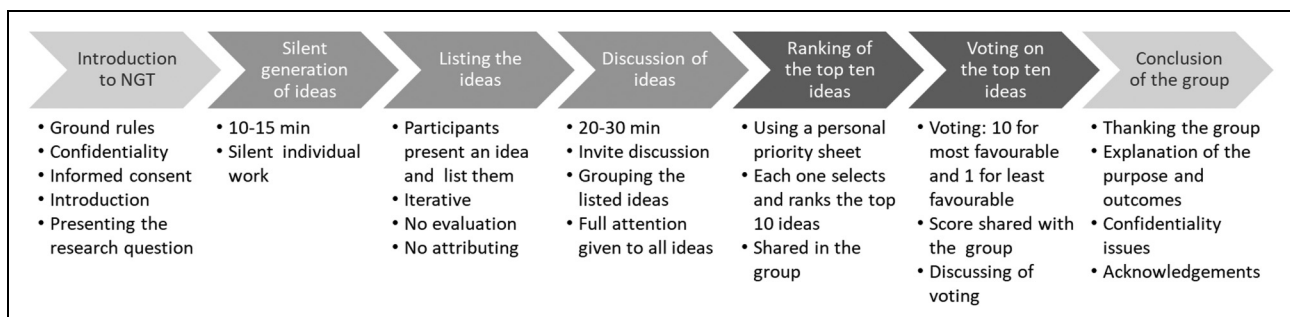 Introduction
to NGT
Silent
generation
of ideas
Listing the
ideas
Discussion of
ideas
Ranking of
the top ten
ideas
Voting on
the top ten
ideas
Conclusion
of the group
• Ground rules
• Confidentiality
• Informed consent
• Introduction
• Presenting the
research question
• 10-15 min
• Silent individual
work
• Participants
present an idea
and list them
• Iterative
• No evaluation
• No attributing
• 20-30 min
• Invite discussion
• Grouping the
listed ideas
• Full attention
given to all ideas
• Using a personal
priority sheet
• Each one selects
and ranks the top
10 ideas
• Shared in the
group
• Voting: 10 for
most favourable
and 1 for least
favourable
• Score shared with
the group
• Discussing of
voting
• Thanking the group
• Explanation of the
purpose and
outcomes
• Confidentiality
issues
• Acknowledgements